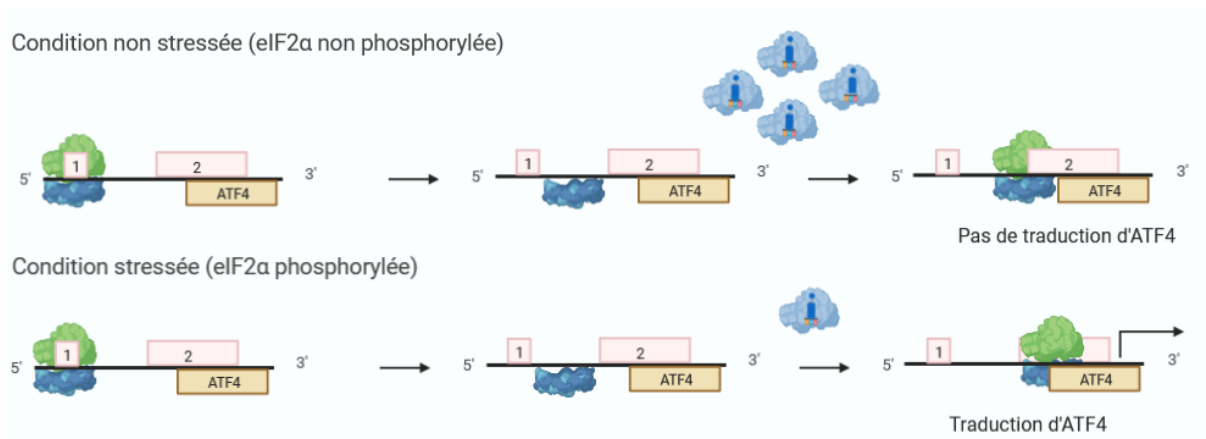 Condition non stressée (eIF2α non phosphorylée)
1 2 1 2 1 2
5' 3' 5' 3' 5' 3'
ATF4 ATF4 ATF4
Pas de traduction d'ATF4
Condition stressée (eIF2α phosphorylée)
1 2 1 2 1
5' 3' 5' 3' 5' 3'
ATF4 ATF4 ATF4
Traduction d'ATF4